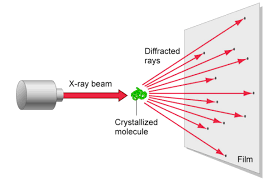 Diffracted
rays
X-ray beam
Crystallized
molecule
Film